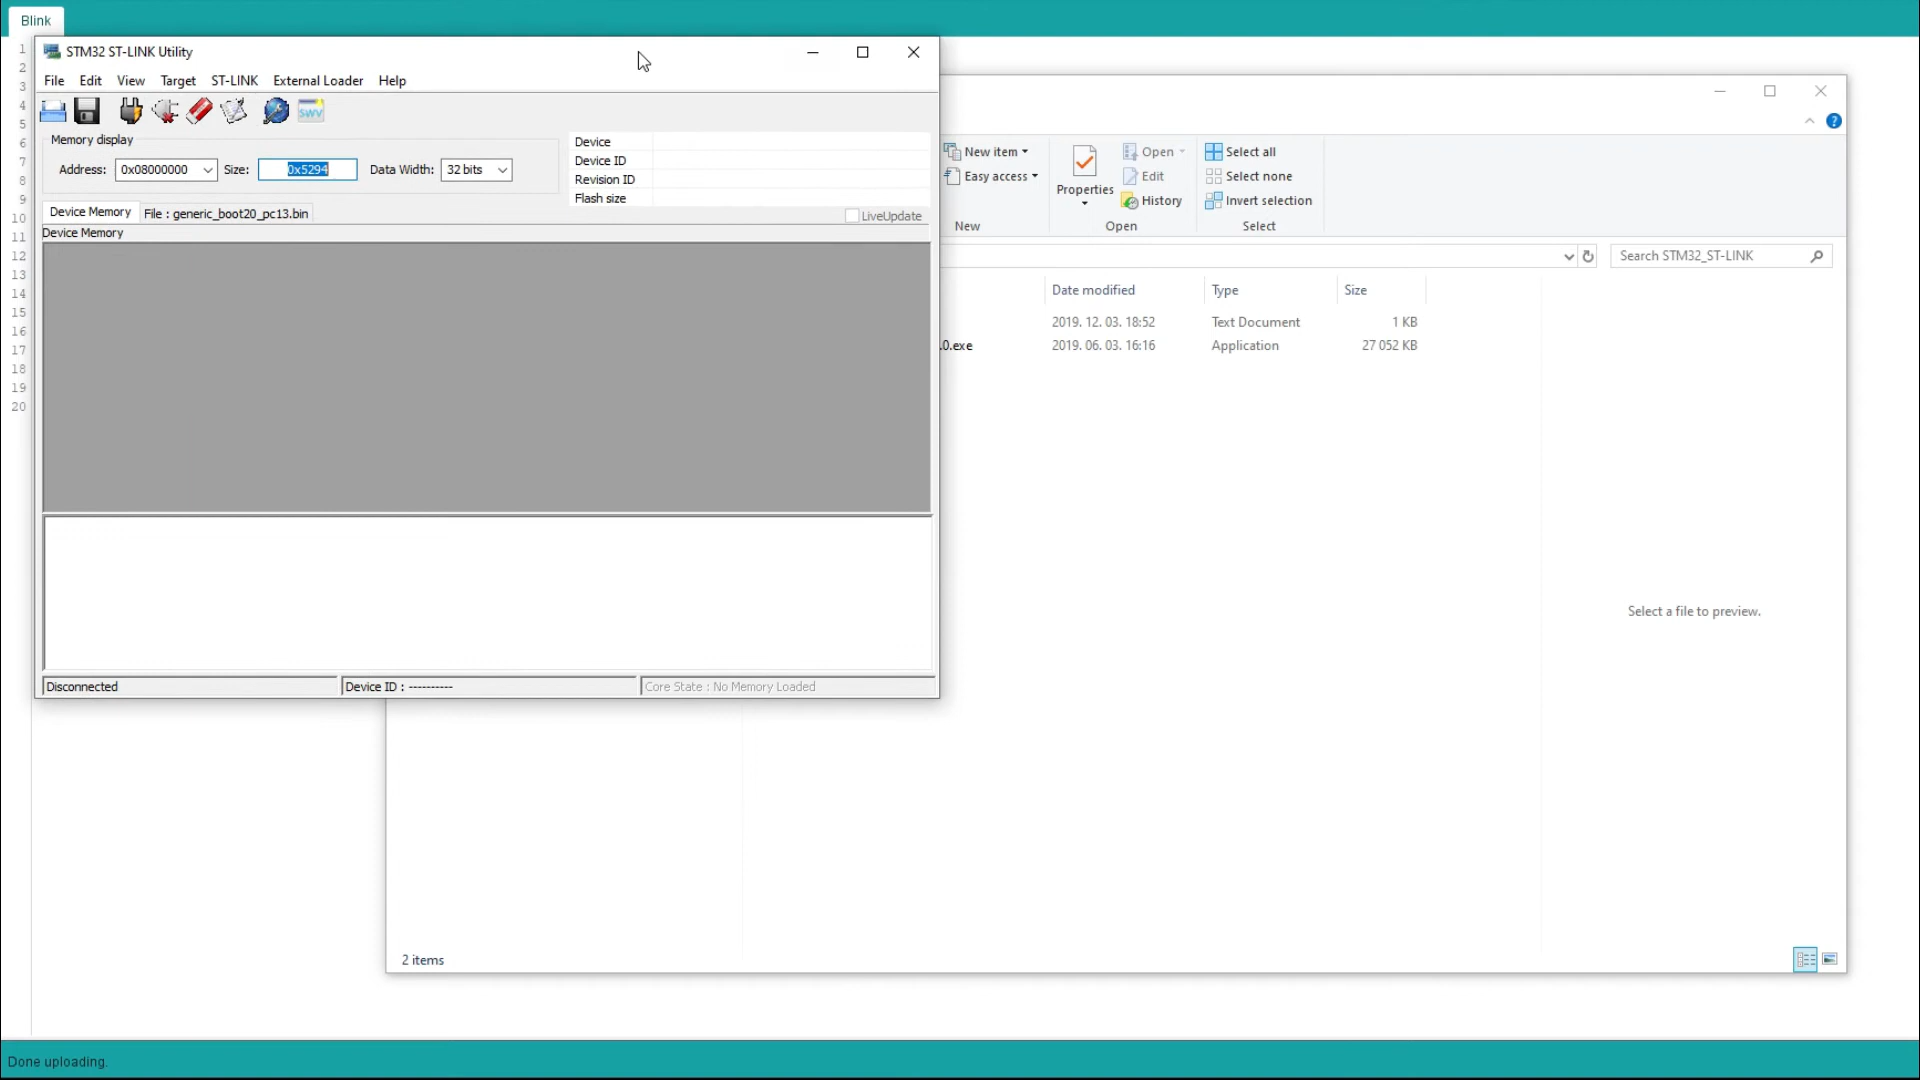 Blink
1
2
3
4
5
6
7
8
9
10
11
12
13
14
15
16
17
18
19
20
STM32 ST-LINK Utility
File Edit View Target ST-LINK External Loader Help
SWV
Memory display
Address: 0x08000000 Size: 0x5294 Data Width: 32 bits
Device
Device ID
Revision ID
Flash size
Device Memory File : generic_boot20_pc13.bin
LiveUpdate
Device Memory
Disconnected
Device ID : ----------
Core State : No Memory Loaded
New item
Easy access
New
Properties
Open
Edit
History
Open
Select all
Select none
Invert selection
Select
Search STM32_ST-LINK
Date modified Type Size
2019. 12. 03. 18:52 Text Document 1 KB
.0.exe 2019. 06. 03. 16:16 Application 27 052 KB
Select a file to preview.
2 items
Done uploading.